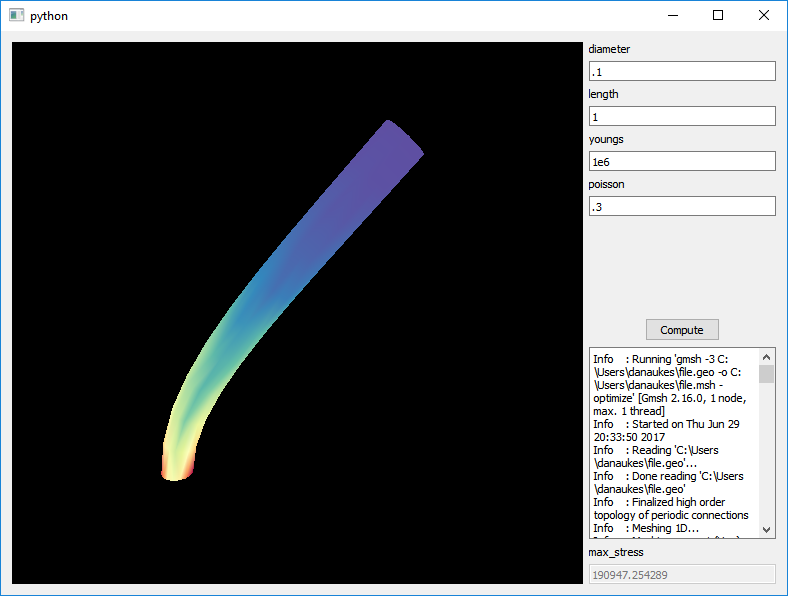 python
diameter
.1
length
1
youngs
1e6
poisson
.3
Compute
Info : Running 'gmsh -3 C:
\Users\danaukes\file.geo -o C:
\Users\danaukes\file.msh -
optimize' [Gmsh 2.16.0, 1 node,
max. 1 thread]
Info : Started on Thu Jun 29
20:33:50 2017
Info : Reading 'C:\Users
\danaukes\file.geo'...
Info : Done reading 'C:\Users
\danaukes\file.geo'
Info : Finalized high order
topology of periodic connections
Info : Meshing 1D...
max_stress
190947.254289